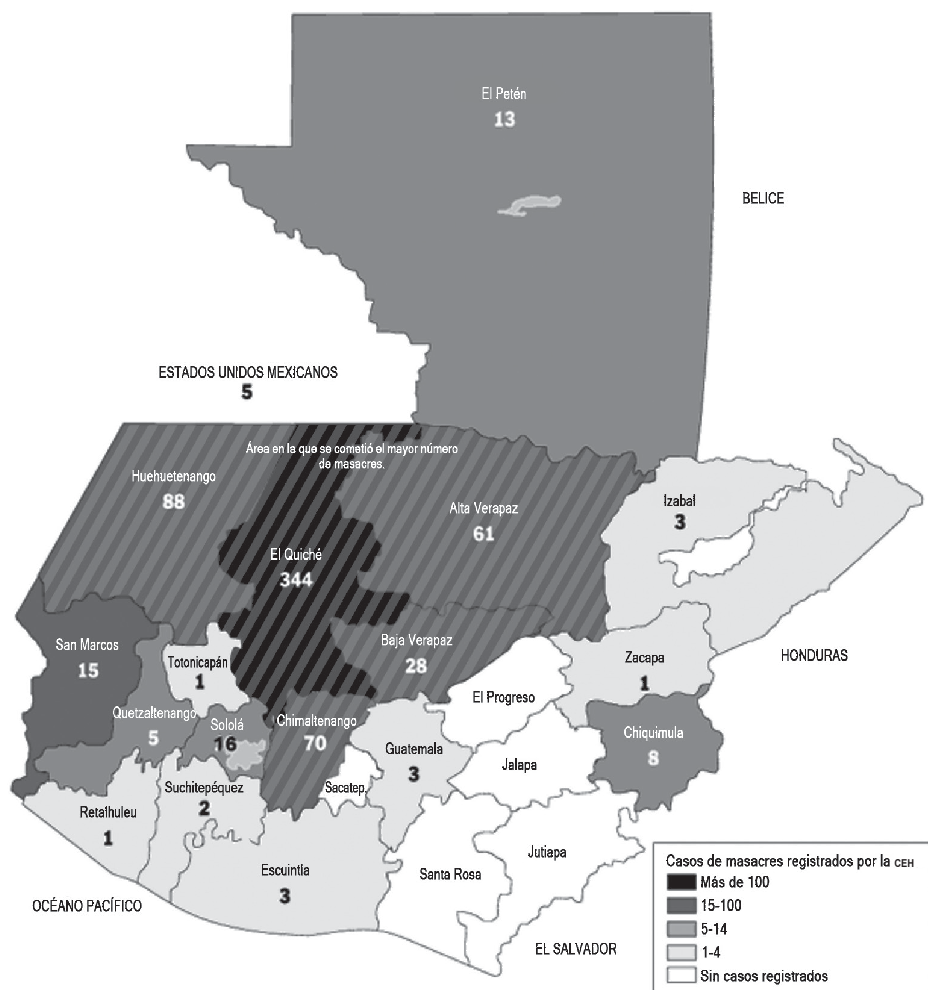 El Petén
13
BELICE
ESTADOS UNIDOS MEXICANOS
5
Área en la que se cometió el mayor número
de masacres.
Huehuetenango
88
Alta Verapaz
61
Izabal
3
El Quiché
344
San Marcos
15
Totonicapán
1
Baja Verapaz
28
Zacapa
1
HONDURAS
El Progreso
Quetzaltenango
5
Sololá
16
Chimaltenango
70
Guatemala
3
Jalapa
Chiquimula
8
Sacatep.
Suchitepéquez
2
Retalhuleu
1
Escuintla
3
Santa Rosa
Jutiapa
OCÉANO PACÍFICO
EL SALVADOR
Casos de masacres registrados por la CEH
Más de 100
15-100
5-14
1-4
Sin casos registrados